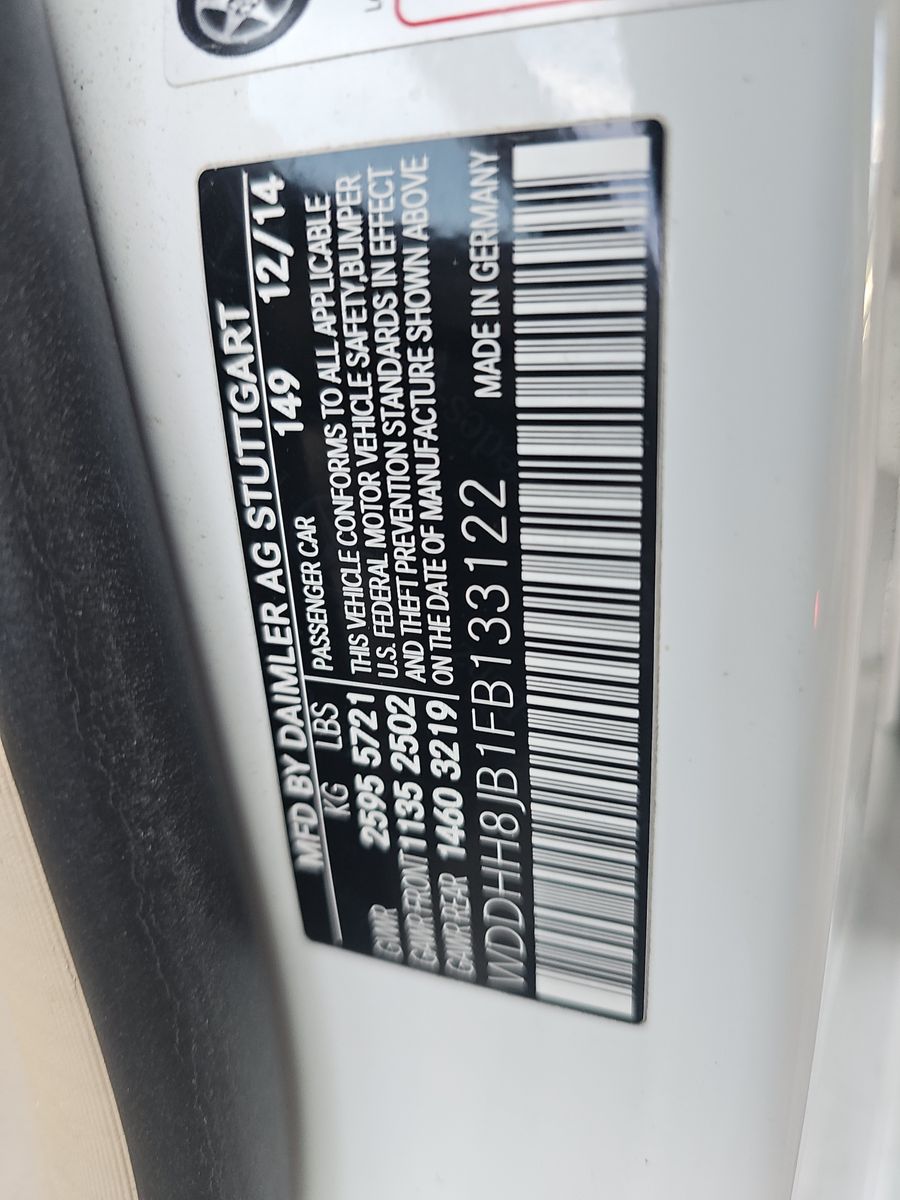 MFD BY DAIMLER AG STUTTGART
KG LBS PASSENGER CAR 149 12/14
GVWR 2595 5721
GAWR FRONT 1135 2502
GAWR REAR 1460 3219
THIS VEHICLE CONFORMS TO ALL APPLICABLE
U.S. FEDERAL MOTOR VEHICLE SAFETY,BUMPER
AND THEFT PREVENTION STANDARDS IN EFFECT
ON THE DATE OF MANUFACTURE SHOWN ABOVE
WDDHH8JB1FB133122 MADE IN GERMANY